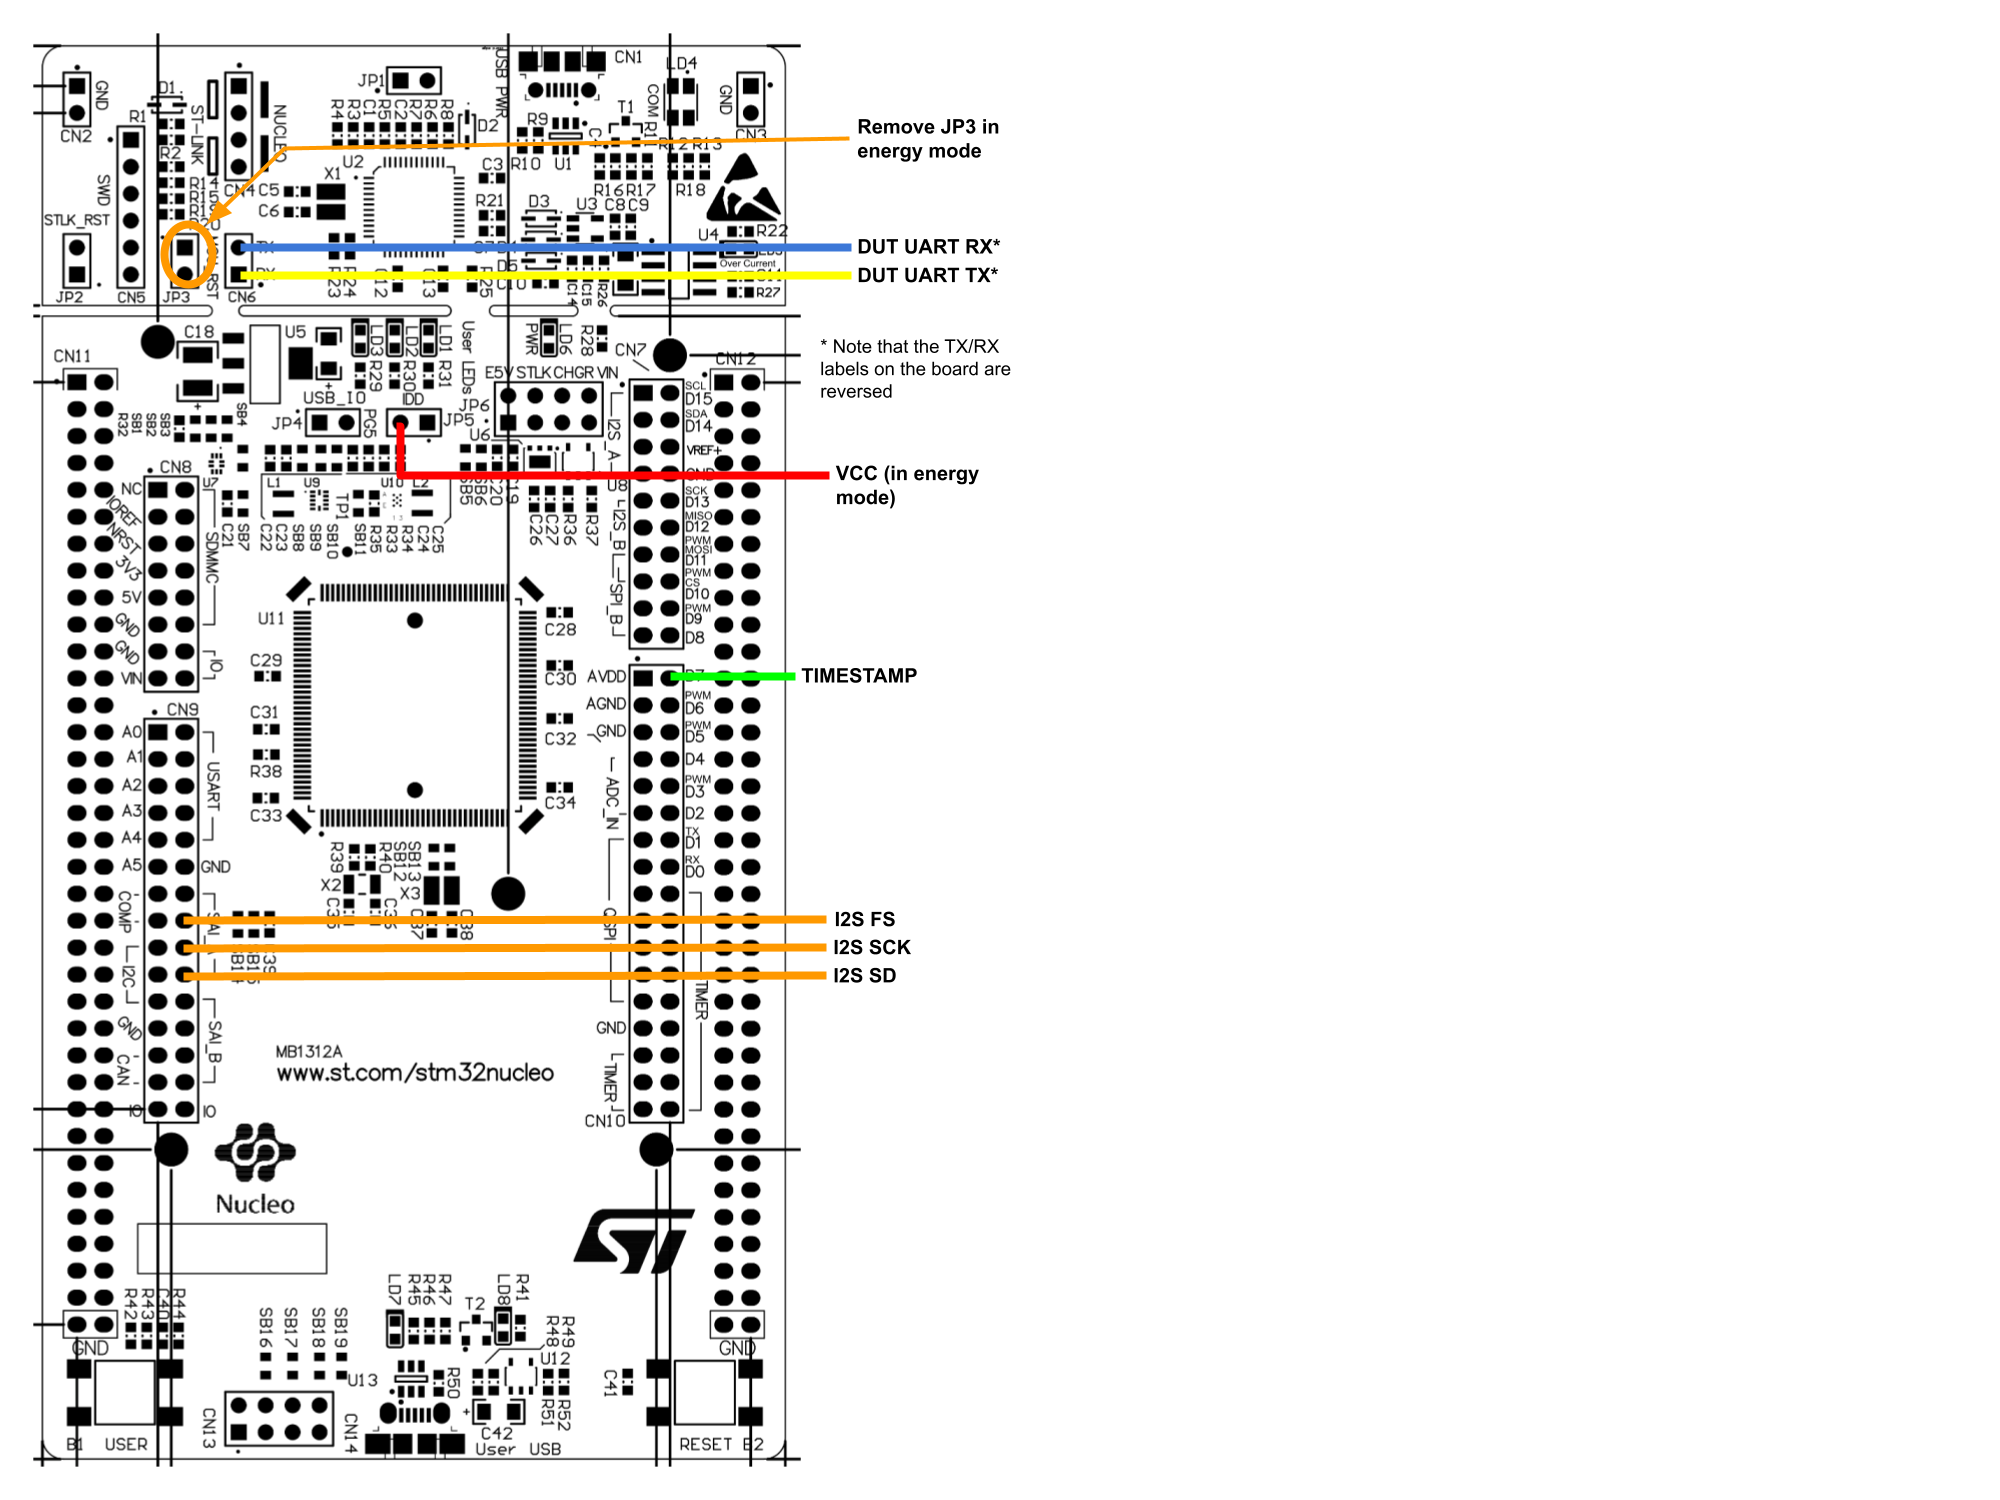 USB PWR
CN1
LD4
JP1
GND
D1
CN2
R1
ST-LINK
NUCLEO
R4
R3
C1
R5
C2
R7
R6
R8
D2
R9
T1
COM
R11
GND
CN3
Remove JP3 in
energy mode
R2
U2
R10
U1
R12
R13
SWD
R14
R15
CN4
X1
C5
C6
C3
R21
D3
U3
R16
R17
C8
C9
R18
STLK_RST
U4
R22
Over Current
DUT UART RX*
DUT UART TX*
JP2
CN5
JP3
CN6
R23
R24
C12
C13
R25
C10
C14
C15
R26
R27
C18
U5
LD3
LD2
LD1
User LEDs
PWR
LD6
R28
CN7
CN11
CN12
R29
R30
R31
E5V STLK CHGR VIN
* Note that the TX/RX
labels on the board are
reversed
USB_IO
IDD
JP4
PG5
JP5
JP6
U6
R32
SB1
SB2
SB3
SB4
SCL
D15
SDA
D14
VREF+
GND
SCK
D13
MISO
D12
PWM
MOSI
D11
PWM
CS
D10
PWM
D9
D8
I2S_A
I2S_B
SPI_B
VCC (in energy
mode)
CN8
U7
L1
U9
TP1
U10
L2
SB5
SB6
C20
C19
NC
IOREF
NRST
3V3
5V
GND
GND
VIN
SDMMC
IO
C21
SB7
C22
C23
SB8
SB9
SB10
SB11
R35
R33
R34
C24
C25
C26
C27
R36
R37
U11
C28
C29
C30
AVDD
D7
TIMESTAMP
AGND
PWM
D6
C31
C32
GND
PWM
D5
CN9
A0
A1
A2
A3
A4
A5
USART
GND
R38
C33
C34
ADC_IN
D4
PWM
D3
D2
TX
D1
RX
D0
R39
R40
SB12
SB13
X2
X3
COMP
I2S FS
I2S SCK
I2S SD
I2C
QSPI
TIMER
GND
CAN
SAI_B
GND
TIMER
MB1312A
www.st.com/stm32nucleo
IO
IO
CN10
Nucleo
ST
R42
R43
C40
R44
SB16
SB17
SB18
SB19
LD7
R45
R46
R47
T2
LD8
R41
R48
R49
GND
GND
U13
R50
U12
R51
R52
C41
CN13
CN14
C42
B1
USER
User USB
RESET
B2